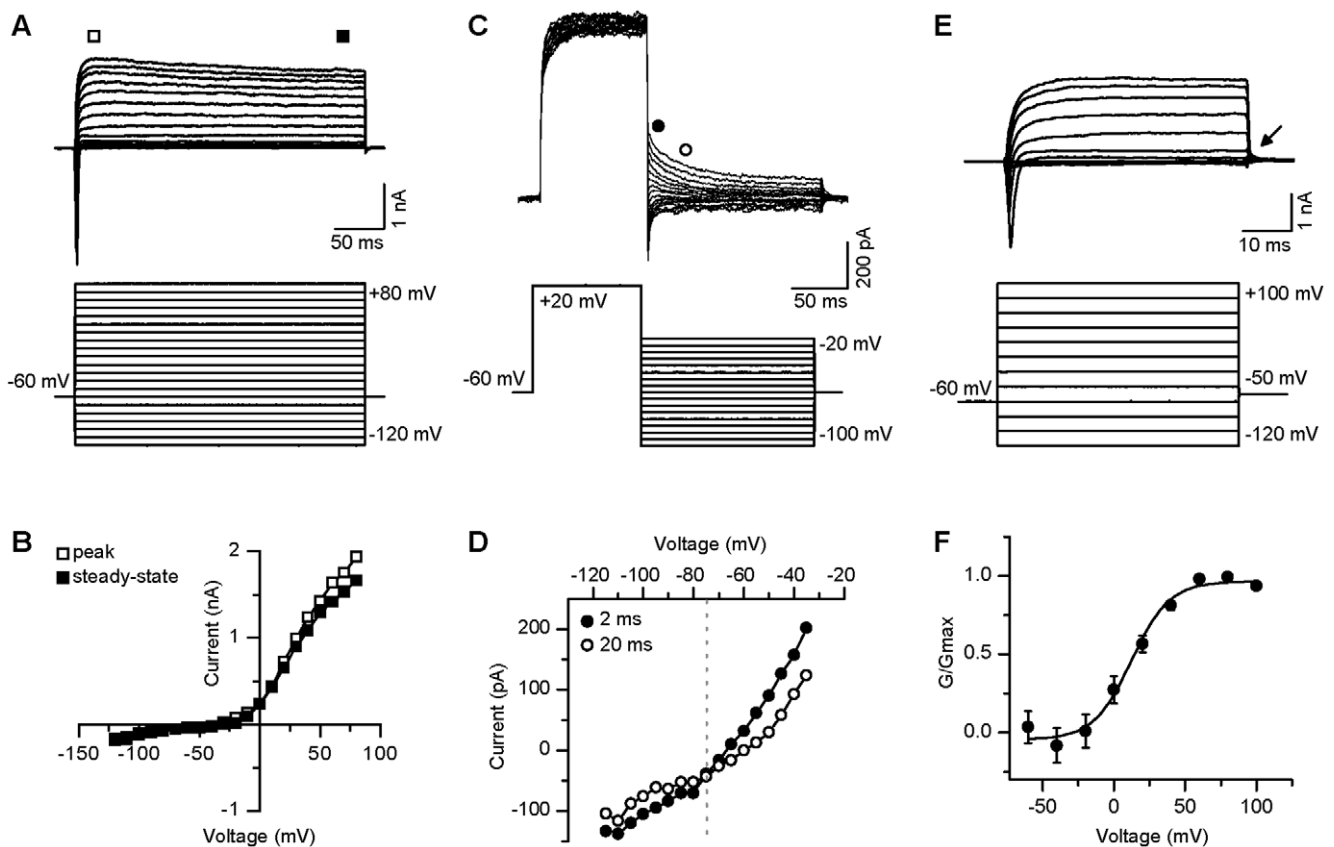 A
1 nA
50 ms
+80 mV
-60 mV
-120 mV
C
200 pA
50 ms
+20 mV
-20 mV
-60 mV
-100 mV
E
1 nA
10 ms
+100 mV
-50 mV
-60 mV
-120 mV
B
peak
steady-state
Current (nA)
2
1
-1
-150 -100 -50 0 50 100
Voltage (mV)
D
Voltage (mV)
-120 -100 -80 -60 -40 -20
2 ms
20 ms
Current (pA)
200
100
0
-100
F
G/Gmax
1.0
0.5
0.0
-50 0 50 100
Voltage (mV)